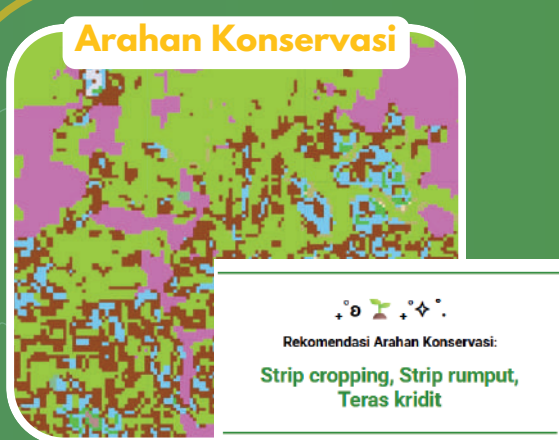 Arahan Konservasi
Rekomendasi Arahan Konservasi:
Strip cropping, Strip rumput,
Teras kridit